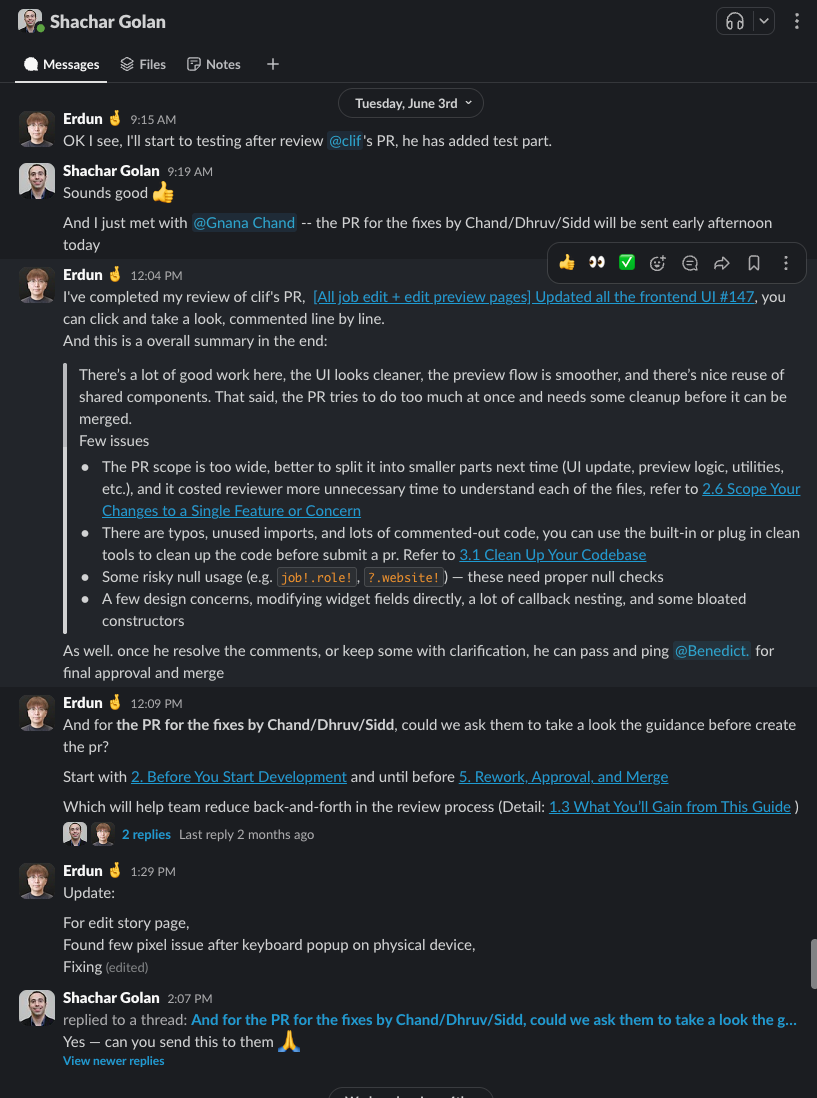 Shachar Golan
Messages Files Notes
Tuesday, June 3rd
Erdun 🤞 9:15 AM
OK I see, I'll start to testing after review @clif's PR, he has added test part.
Shachar Golan 9:19 AM
Sounds good 👍
And I just met with @Gnana Chand -- the PR for the fixes by Chand/Dhruv/Sidd will be sent early afternoon
today
Erdun 🤞 12:04 PM
I've completed my review of clif's PR, [All job edit + edit preview pages] Updated all the frontend UI #147, you
can click and take a look, commented line by line.
And this is a overall summary in the end:
There's a lot of good work here, the UI looks cleaner, the preview flow is smoother, and there's nice reuse of
shared components. That said, the PR tries to do too much at once and needs some cleanup before it can be
merged.
Few issues
• The PR scope is too wide, better to split it into smaller parts next time (UI update, preview logic, utilities,
etc.), and it costed reviewer more unnecessary time to understand each of the files, refer to 2.6 Scope Your
Changes to a Single Feature or Concern
• There are typos, unused imports, and lots of commented-out code, you can use the built-in or plug in clean
tools to clean up the code before submit a pr. Refer to 3.1 Clean Up Your Codebase
• Some risky null usage (e.g. job!.role!, ?.website!) — these need proper null checks
• A few design concerns, modifying widget fields directly, a lot of callback nesting, and some bloated
constructors
As well. once he resolve the comments, or keep some with clarification, he can pass and ping @Benedict. for
final approval and merge
Erdun 🤞 12:09 PM
And for the PR for the fixes by Chand/Dhruv/Sidd, could we ask them to take a look the guidance before create
the pr?
Start with 2. Before You Start Development and until before 5. Rework, Approval, and Merge
Which will help team reduce back-and-forth in the review process (Detail: 1.3 What You'll Gain from This Guide )
2 replies Last reply 2 months ago
Erdun 🤞 1:29 PM
Update:
For edit story page,
Found few pixel issue after keyboard popup on physical device,
Fixing (edited)
Shachar Golan 2:07 PM
replied to a thread: And for the PR for the fixes by Chand/Dhruv/Sidd, could we ask them to take a look the g...
Yes — can you send this to them 🙏
View newer replies